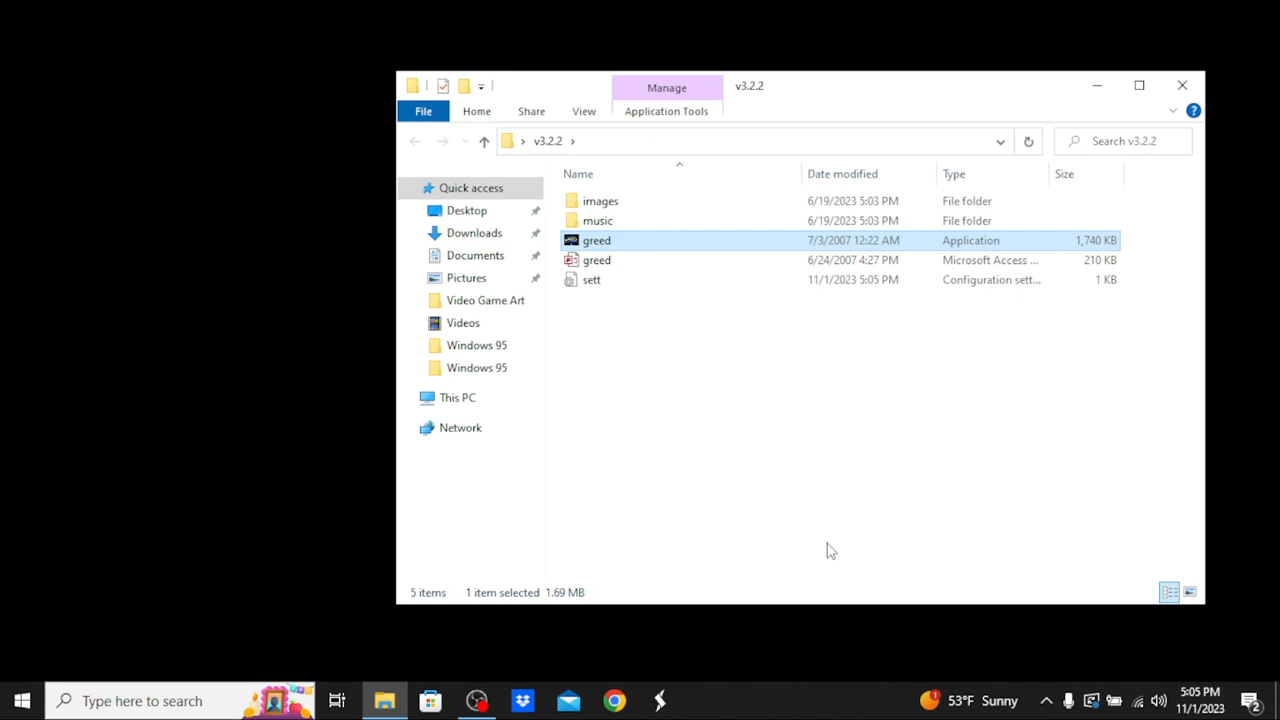 Manage
v3.2.2
File
Home
Share
View
Application Tools
v3.2.2
Search v3.2.2
Name
Date modified
Type
Size
Quick access
Desktop
Downloads
Documents
Pictures
Video Game Art
Videos
Windows 95
Windows 95
This PC
Network
images 6/19/2023 5:03 PM File folder
music 6/19/2023 5:03 PM File folder
greed 7/3/2007 12:22 AM Application 1,740 KB
greed 6/24/2007 4:27 PM Microsoft Access ... 210 KB
sett 11/1/2023 5:05 PM Configuration sett... 1 KB
5 items 1 item selected 1.69 MB
Type here to search
1
53°F Sunny
5:05 PM
11/1/2023
2